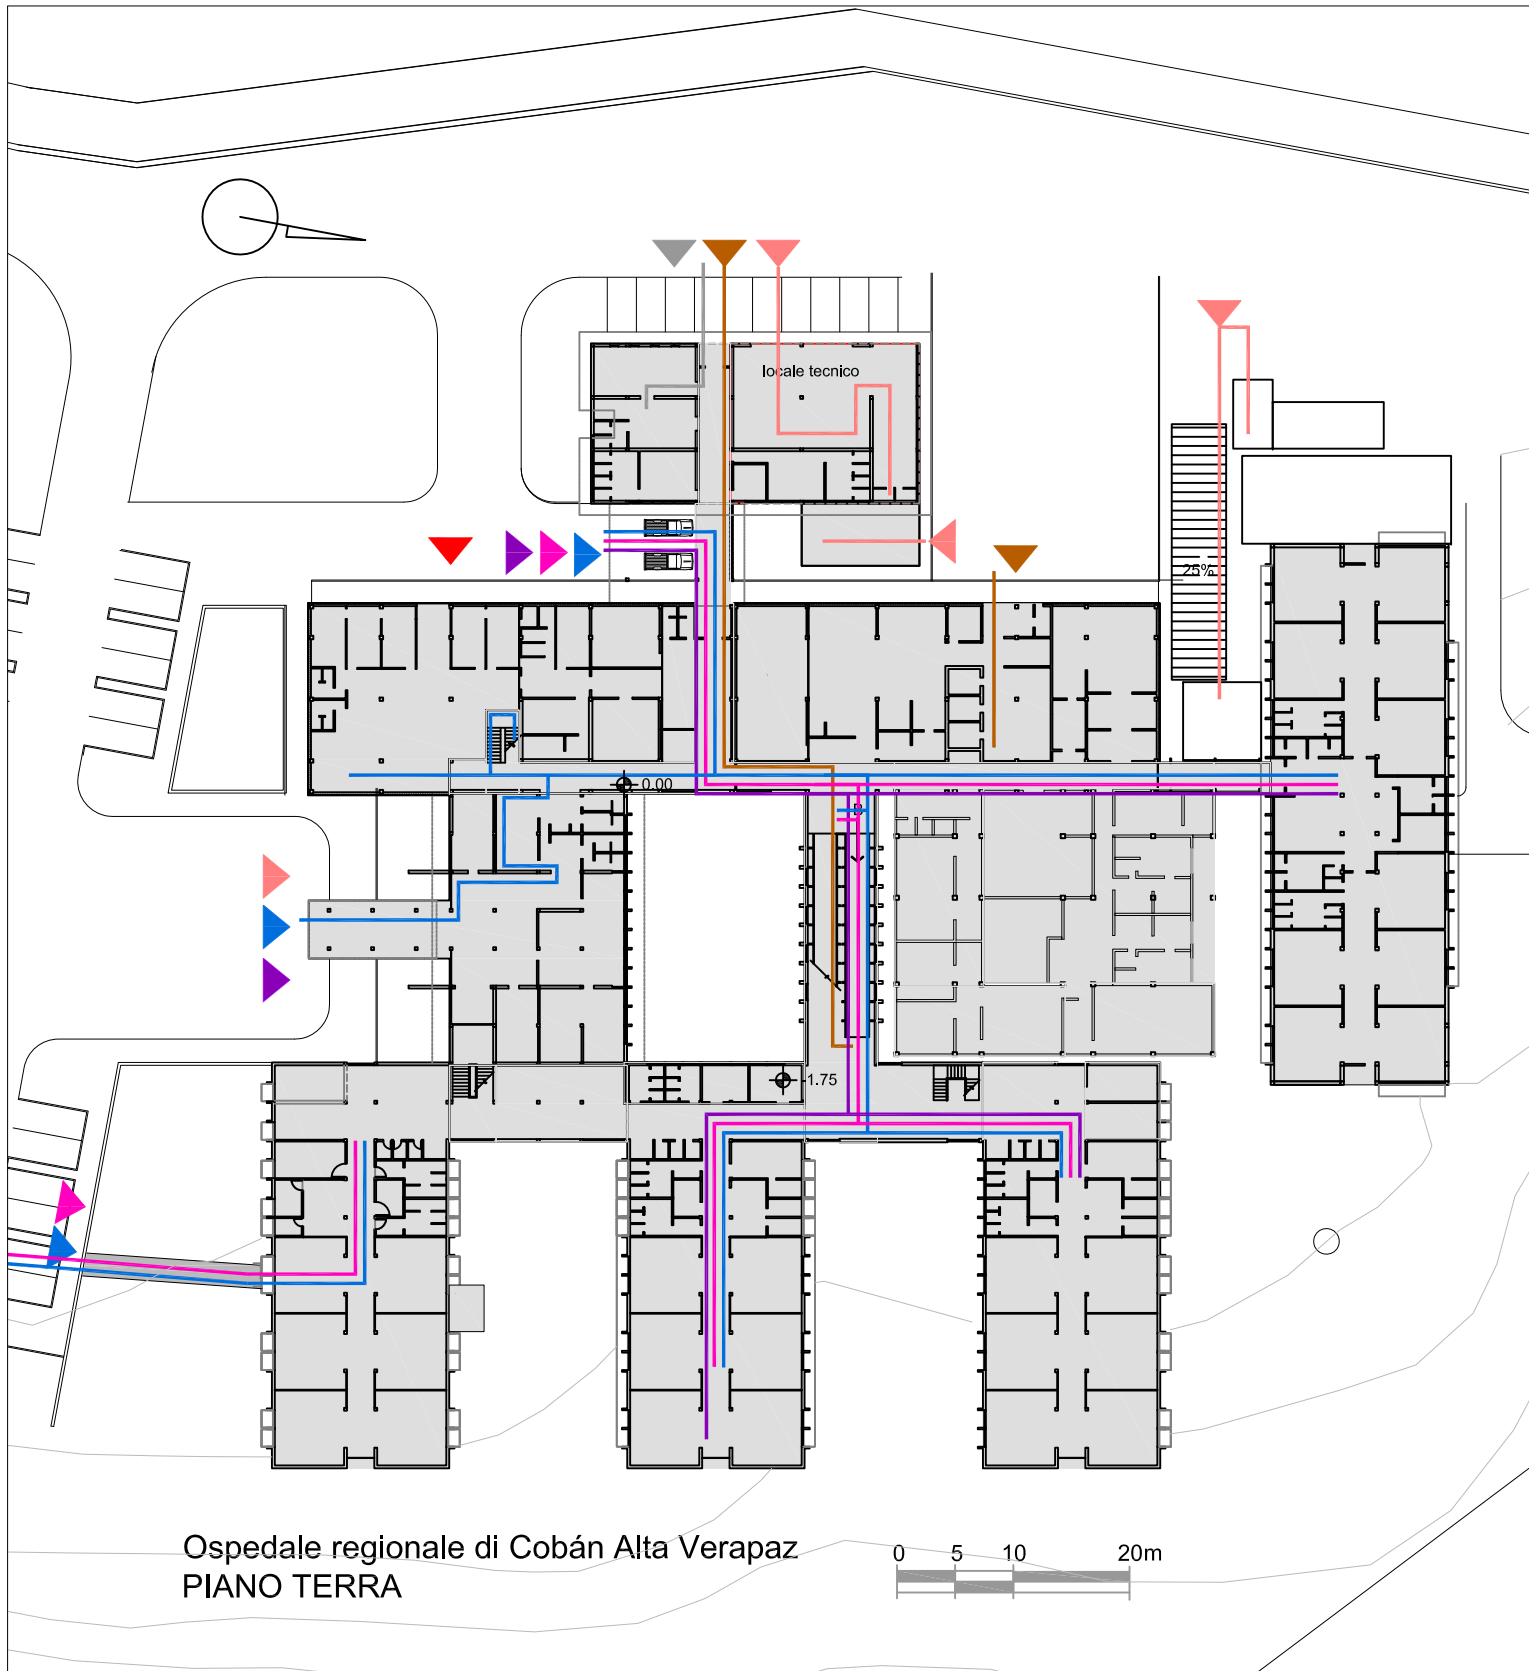 locale tecnico
25%
0.00
-1.75
Ospedale regionale di Cobán Alta Verapaz
PIANO TERRA
0 5 10 20m